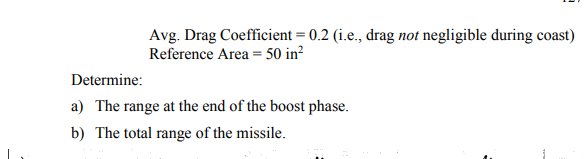 Avg. Drag Coefficient = 0.2 (i.e., drag not negligible during coast)
Reference Area = 50 in²
Determine:
a) The range at the end of the boost phase.
b) The total range of the missile.